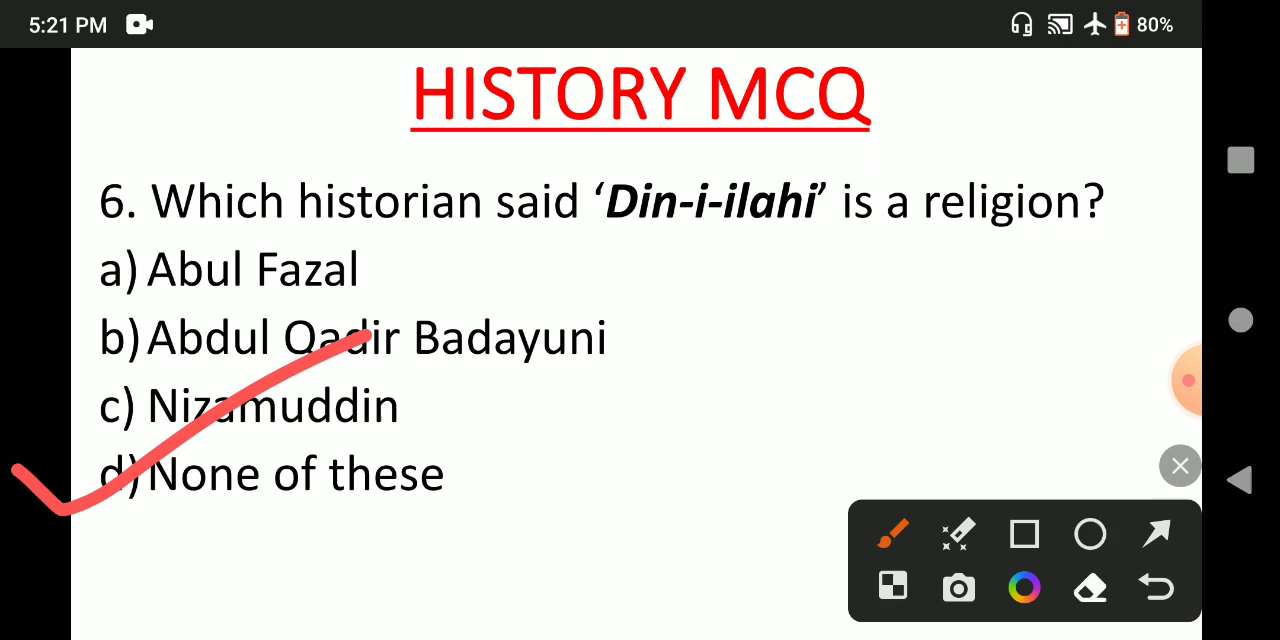 5:21 PM 80%
HISTORY MCQ
6. Which historian said ‘Din-i-ilahi’ is a religion?
a) Abul Fazal
b) Abdul Qadir Badayuni
c) Nizamuddin
d) None of these